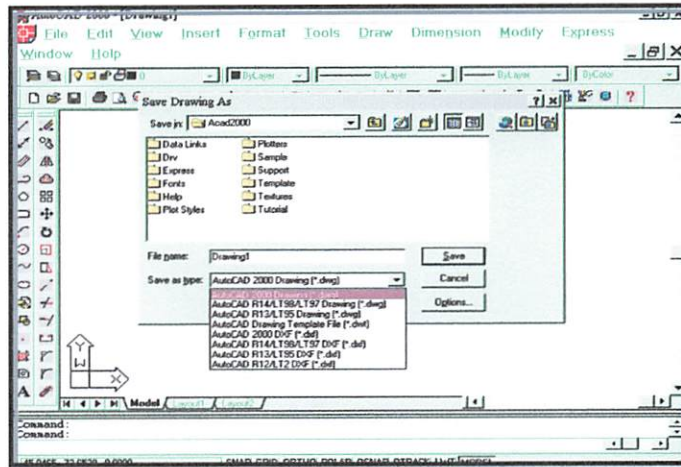 AutoCAD 2000 - [Drawing1]
File Edit View Insert Format Tools Draw Dimension Modify Express
Window Help
0 ByLayer ByLayer ByLayer ByColor
Save Drawing As
Save in: Acad2000
Data Links Plotters
Drv Sample
Express Support
Fonts Template
Help Textures
Plot Styles Tutorial
File name: Drawing1 Save
Save as type: AutoCAD 2000 Drawing (*.dwg) Cancel
Options...
AutoCAD 2000 Drawing (*.dwg)
AutoCAD R14/LT98/LT97 Drawing (*.dwg)
AutoCAD R13/LT95 Drawing (*.dwg)
AutoCAD Drawing Template File (*.dwt)
AutoCAD 2000 DXF (*.dxf)
AutoCAD R14/LT98/LT97 DXF (*.dxf)
AutoCAD R13/LT95 DXF (*.dxf)
AutoCAD R12/LT2 DXF (*.dxf)
Y
W
X
A
Model Layout1 Layout2
Command:
Command:
SNAP GRID ORTHO POLAR OSNAP OTRACK LWT MODEL